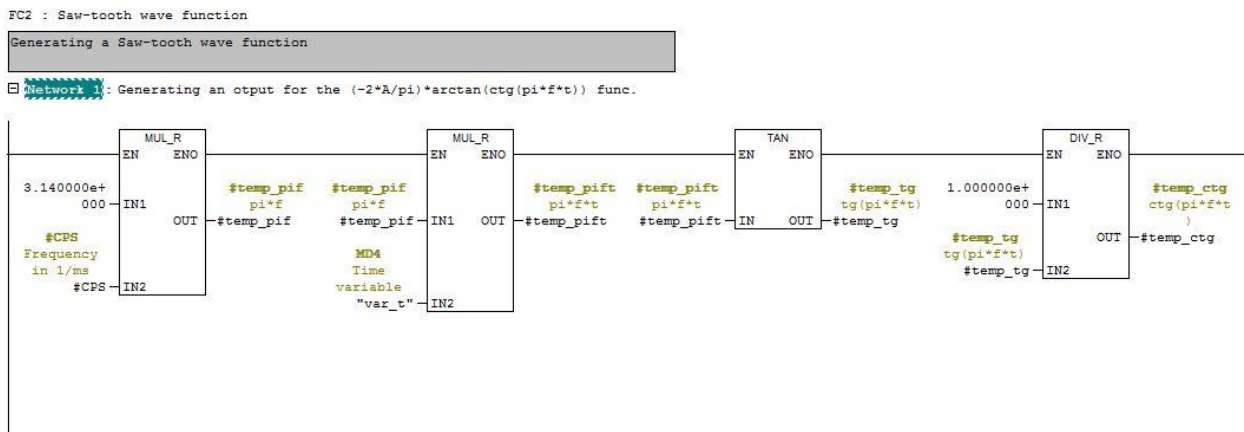 FC2 : Saw-tooth wave function
Generating a Saw-tooth wave function
Network 1: Generating an otput for the (-2*A/pi)*arctan(ctg(pi*f*t)) func.
MUL_R
EN ENO
3.140000e+
000
IN1
#CPS
Frequency
in 1/ms
#CPS
IN2
OUT
#temp_pif
pi*f
#temp_pif
MUL_R
EN ENO
#temp_pif
pi*f
#temp_pif
IN1
MD4
Time
variable
"var_t"
IN2
OUT
#temp_pift
pi*f*t
#temp_pift
TAN
EN ENO
#temp_pift
pi*f*t
#temp_pift
IN
OUT
#temp_tg
tg(pi*f*t)
#temp_tg
DIV_R
EN ENO
1.000000e+
000
IN1
#temp_tg
tg(pi*f*t)
#temp_tg
IN2
OUT
#temp_ctg
ctg(pi*f*t
)
#temp_ctg